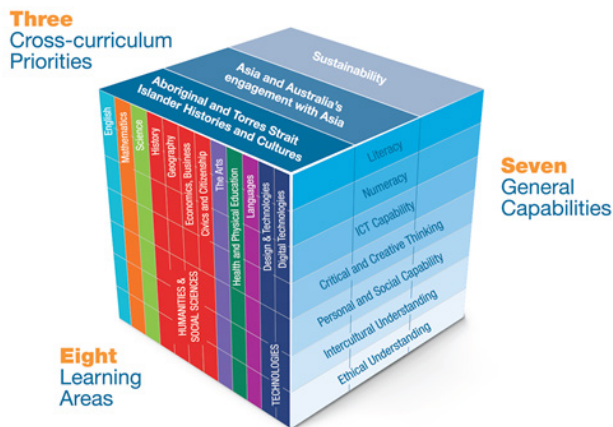 Three
Cross-curriculum
Priorities
Sustainability
Asia and Australia's
engagement with Asia
Aboriginal and Torres Strait
Islander Histories and Cultures
English
Mathematics
Science
History
Geography
Economics, Business
Civics and Citizenship
HUMANITIES &
SOCIAL SCIENCES
The Arts
Health and Physical Education
Languages
Design & Technologies
Digital Technologies
TECHNOLOGIES
Literacy
Numeracy
ICT Capability
Critical and Creative Thinking
Personal and Social Capability
Intercultural Understanding
Ethical Understanding
Seven
General
Capabilities
Eight
Learning
Areas